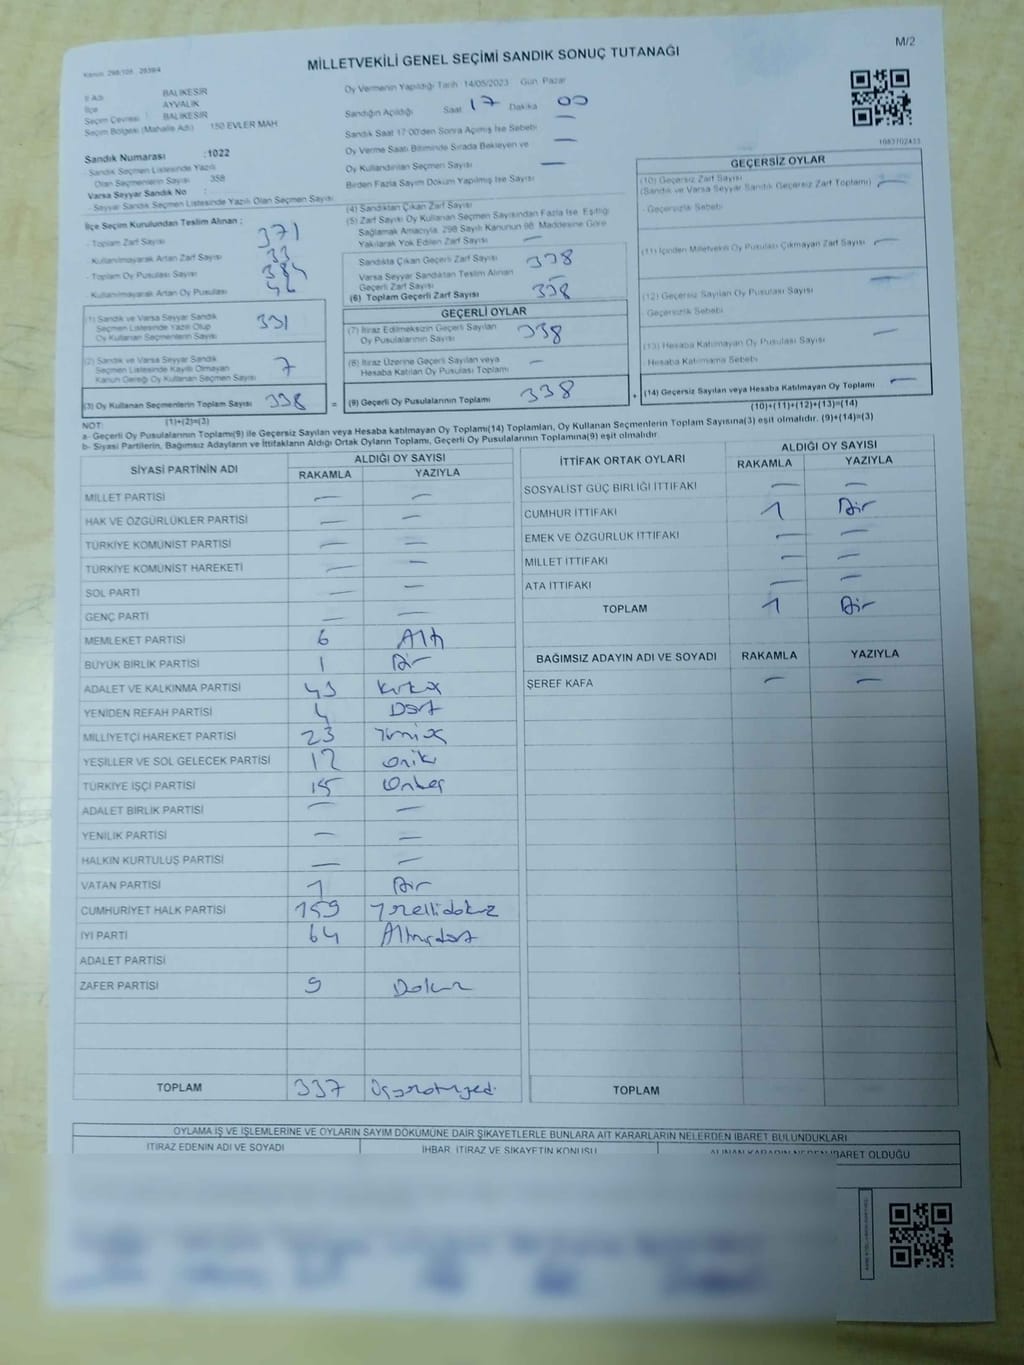 M/2
Kanun: 298/105 , 2839/4
MİLLETVEKİLİ GENEL SEÇİMİ SANDIK SONUÇ TUTANAĞI
İl Adı : BALIKESİR
İlçe : AYVALIK
Seçim Çevresi : BALIKESİR
Seçim Bölgesi (Mahalle Adı) : 150 EVLER MAH
Sandık Numarası :1022
Sandık Seçmen Listesinde Yazılı
Olan Seçmenlerin Sayısı : 358
Varsa Seyyar Sandık No :
- Seyyar Sandık Seçmen Listesinde Yazılı Olan Seçmen Sayısı
Oy Vermenin Yapıldığı Tarih :14/05/2023 Gün: Pazar
Sandığın Açıldığı Saat 17 Dakika 00
Sandık Saat 17:00'den Sonra Açılmış İse Sebebi —
Oy Verme Saati Bitiminde Sırada Bekleyen ve
Oy Kullandırılan Seçmen Sayısı —
Birden Fazla Sayım Döküm Yapılmış İse Sayısı —
1083702433
İlçe Seçim Kurulundan Teslim Alınan :
- Toplam Zarf Sayısı 371
- Kullanılmayarak Artan Zarf Sayısı 33
- Toplam Oy Pusulası Sayısı 384
- Kullanılmayarak Artan Oy Pusulası 46
(1) Sandık ve Varsa Seyyar Sandık
Seçmen Listesinde Yazılı Olup
Oy Kullanan Seçmenlerin Sayısı 331
(2) Sandık ve Varsa Seyyar Sandık
Seçmen Listesinde Kayıtlı Olmayan
Kanun Gereği Oy Kullanan Seçmen Sayısı 7
(3) Oy Kullanan Seçmenlerin Toplam Sayısı 338
(1)+(2)=(3)
(4) Sandıktan Çıkan Zarf Sayısı
(5) Zarf Sayısı Oy Kullanan Seçmen Sayısından Fazla İse, Eşitliği
Sağlamak Amacıyla, 298 Sayılı Kanunun 98. Maddesine Göre
Yakılarak Yok Edilen Zarf Sayısı —
Sandıkta Çıkan Geçerli Zarf Sayısı 338
Varsa Seyyar Sandıktan Teslim Alınan
Geçerli Zarf Sayısı —
(6) Toplam Geçerli Zarf Sayısı 338
GEÇERLİ OYLAR
(7) İtiraz Edilmeksizin Geçerli Sayılan
Oy Pusulalarının Sayısı 338
(8) İtiraz Üzerine Geçerli Sayılan veya
Hesaba Katılan Oy Pusulası Toplamı —
= (9) Geçerli Oy Pusulalarının Toplamı 338
GEÇERSİZ OYLAR
(10) Geçersiz Zarf Sayısı
(Sandık ve Varsa Seyyar Sandık Geçersiz Zarf Toplamı) —
- Geçersizlik Sebebi
(11) İçinden Milletvekili Oy Pusulası Çıkmayan Zarf Sayısı —
(12) Geçersiz Sayılan Oy Pusulası Sayısı —
Geçersizlik Sebebi
(13) Hesaba Katılmayan Oy Pusulası Sayısı —
Hesaba Katılmama Sebebi
+ (14) Geçersiz Sayılan veya Hesaba Katılmayan Oy Toplamı —
(10)+(11)+(12)+(13)=(14)
NOT:
a- Geçerli Oy Pusulalarının Toplamı(9) ile Geçersiz Sayılan veya Hesaba katılmayan Oy Toplamı(14) Toplamları, Oy Kullanan Seçmenlerin Toplam Sayısına(3) eşit olmalıdır. (9)+(14)=(3)
b- Siyasi Partilerin, Bağımsız Adayların ve İttifakların Aldığı Ortak Oyların Toplamı, Geçerli Oy Pusulalarının Toplamına(9) eşit olmalıdır.
SİYASİ PARTİNİN ADI ALDIĞI OY SAYISI
RAKAMLA YAZIYLA
MİLLET PARTİSİ — —
HAK VE ÖZGÜRLÜKLER PARTİSİ — —
TÜRKİYE KOMÜNİST PARTİSİ — —
TÜRKİYE KOMÜNİST HAREKETİ — —
SOL PARTİ — —
GENÇ PARTİ — —
MEMLEKET PARTİSİ 6 Altı
BÜYÜK BİRLİK PARTİSİ 1 Bir
ADALET VE KALKINMA PARTİSİ 43
YENİDEN REFAH PARTİSİ 4 Dört
MİLLİYETÇİ HAREKET PARTİSİ 23
YEŞİLLER VE SOL GELECEK PARTİSİ 12 oniki
TÜRKİYE İŞÇİ PARTİSİ 15 Onbeş
ADALET BİRLİK PARTİSİ — —
YENİLİK PARTİSİ — —
HALKIN KURTULUŞ PARTİSİ — —
VATAN PARTİSİ 1 Bir
CUMHURİYET HALK PARTİSİ 159 Yüzellidokuz
İYİ PARTİ 64 Altmışdört
ADALET PARTİSİ
ZAFER PARTİSİ 9 Dokuz
TOPLAM 337 Üçyüzotuzyedi
İTTİFAK ORTAK OYLARI ALDIĞI OY SAYISI
RAKAMLA YAZIYLA
SOSYALİST GÜÇ BİRLİĞİ İTTİFAKI — —
CUMHUR İTTİFAKI 1 Bir
EMEK VE ÖZGÜRLÜK İTTİFAKI — —
MİLLET İTTİFAKI — —
ATA İTTİFAKI — —
TOPLAM 1 Bir
BAĞIMSIZ ADAYIN ADI VE SOYADI RAKAMLA YAZIYLA
ŞEREF KAFA — —
TOPLAM
OYLAMA İŞ VE İŞLEMLERİNE VE OYLARIN SAYIM DÖKÜMÜNE DAİR ŞİKAYETLERLE BUNLARA AİT KARARLARIN NELERDEN İBARET BULUNDUKLARI
İTİRAZ EDENİN ADI VE SOYADI İHBAR, İTİRAZ VE ŞİKAYETİN KONUSU ALINAN KARARIN NEDEN İBARET OLDUĞU